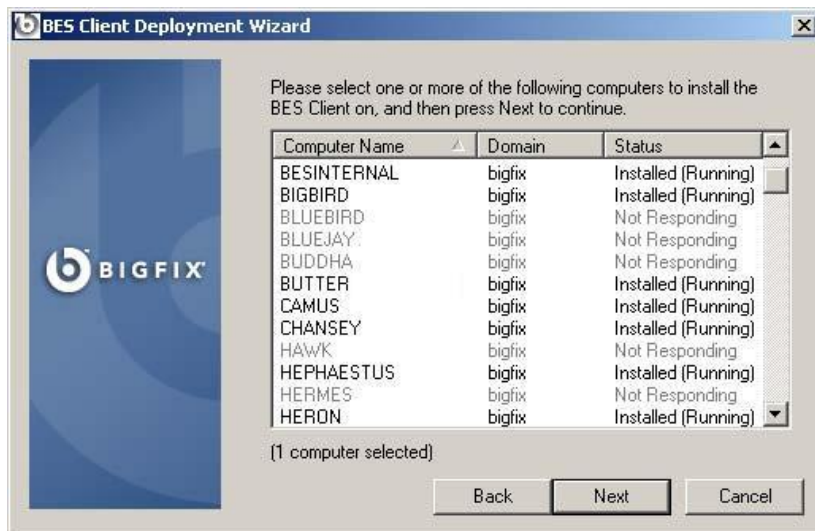 BES Client Deployment Wizard
Please select one or more of the following computers to install the
BES Client on, and then press Next to continue.
Computer Name Domain Status
BESINTERNAL bigfix Installed (Running)
BIGBIRD bigfix Installed (Running)
BLUEBIRD bigfix Not Responding
BLUEJAY bigfix Not Responding
BUDDHA bigfix Not Responding
BUTTER bigfix Installed (Running)
CAMUS bigfix Installed (Running)
CHANSEY bigfix Installed (Running)
HAWK bigfix Not Responding
HEPHAESTUS bigfix Installed (Running)
HERMES bigfix Not Responding
HERON bigfix Installed (Running)
(1 computer selected)
BIGFIX
Back Next Cancel